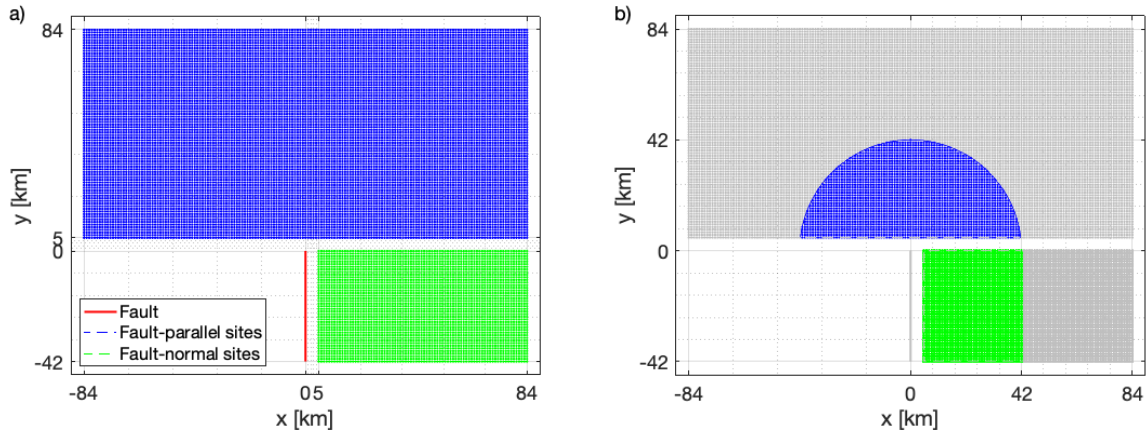 a)
84
5
0
-42
y [km]
Fault
Fault-parallel sites
Fault-normal sites
-84 0 5 84
x [km]
b)
84
42
0
-42
y [km]
-84 0 42 84
x [km]